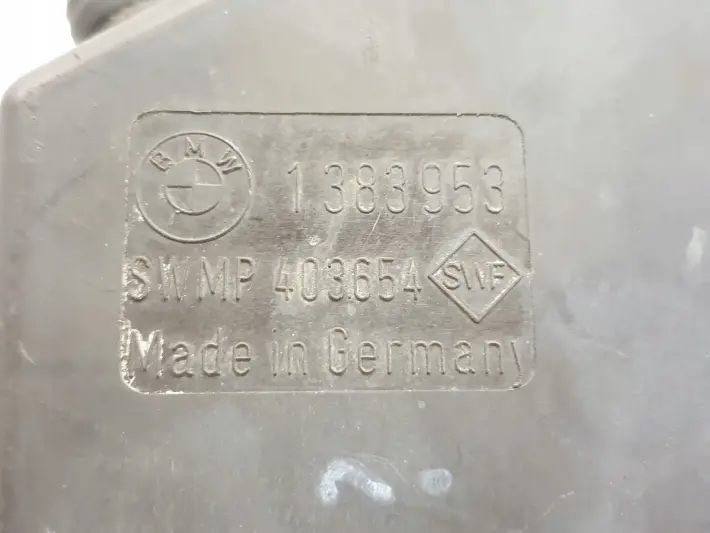 BMW 1 383 953
SWMP 403.654 SWF
Made in Germany